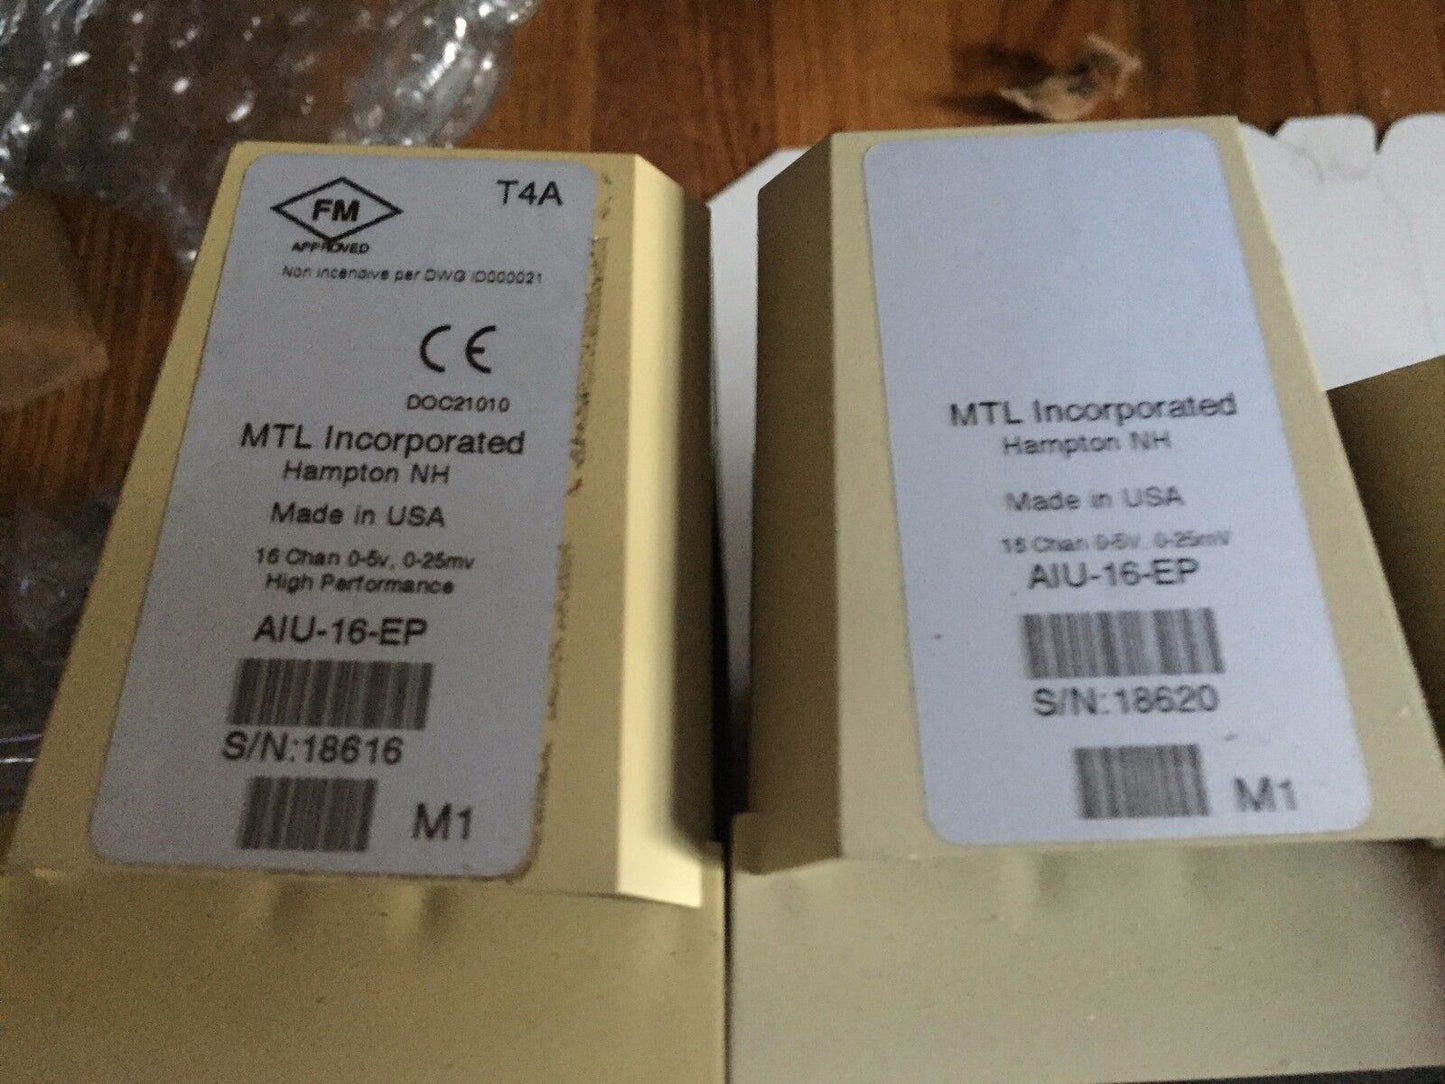 FM
APPROVED
T4A
Non incendive per DWG ID000021
CE
DOC21010
MTL Incorporated
Hampton NH
Made in USA
16 Chan 0-5v, 0-25mv
High Performance
AIU-16-EP
S/N:18616
M1
MTL Incorporated
Hampton NH
Made in USA
16 Chan 0-5V, 0-25mV
AIU-16-EP
S/N:18620
M1